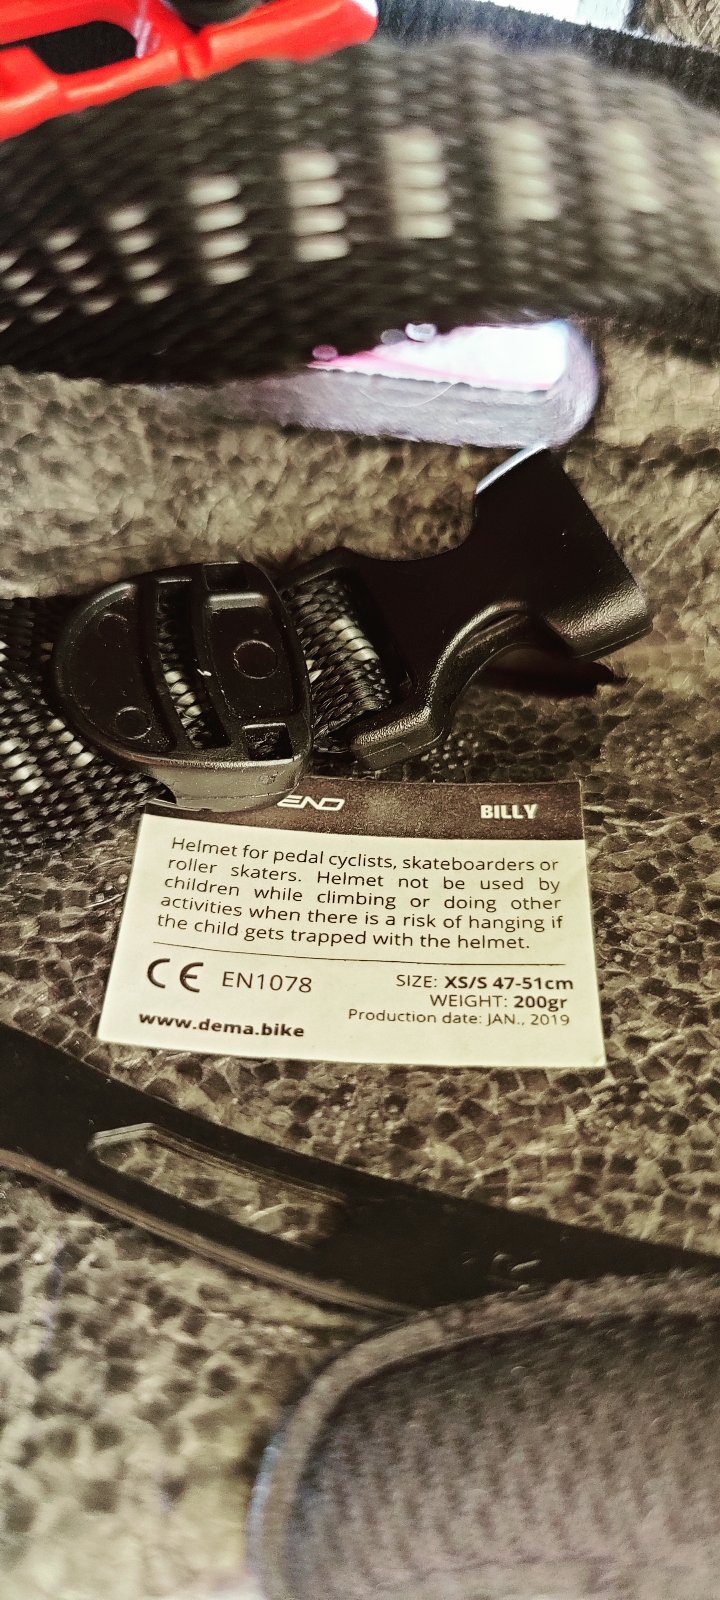 BILLY
Helmet for pedal cyclists, skateboarders or
roller skaters. Helmet not be used by
children while climbing or doing other
activities when there is a risk of hanging if
the child gets trapped with the helmet.
CE EN1078
SIZE: XS/S 47-51cm
WEIGHT: 200gr
Production date: JAN., 2019
www.dema.bike